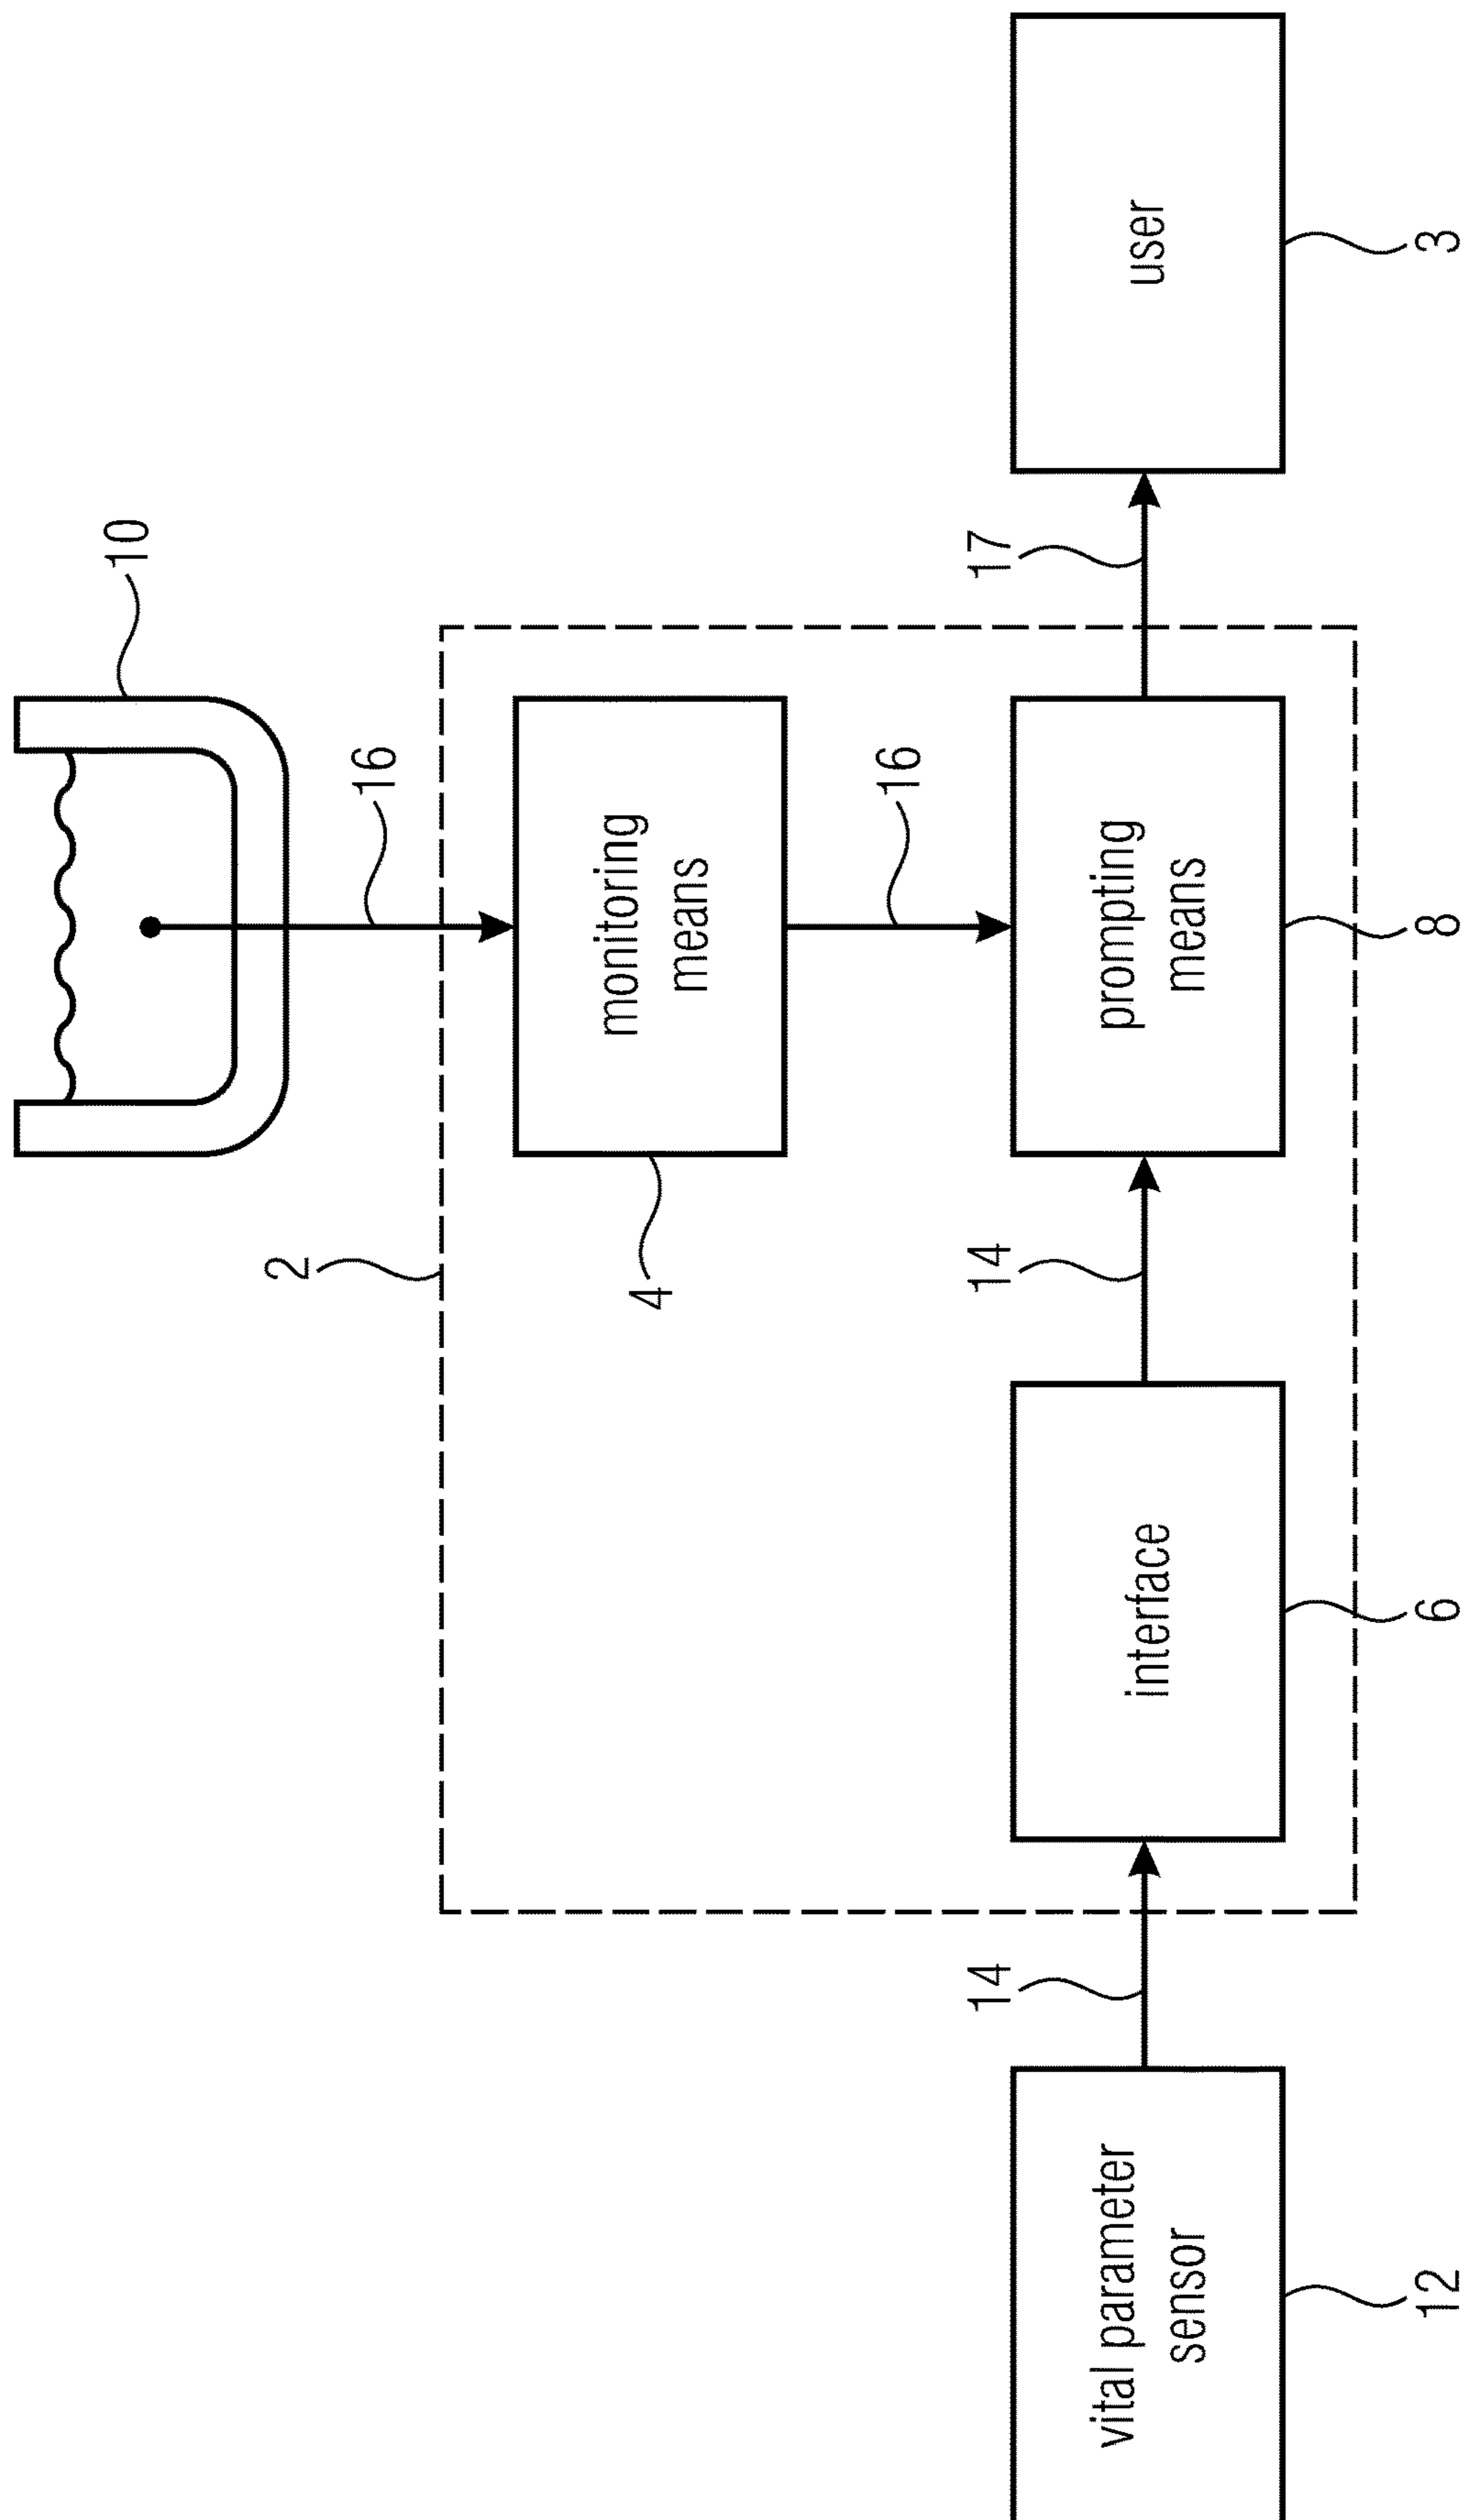 10
2
16
monitoring
means
4
16
14
14
17
vital parameter
sensor
interface
prompting
means
user
12
6
8
3